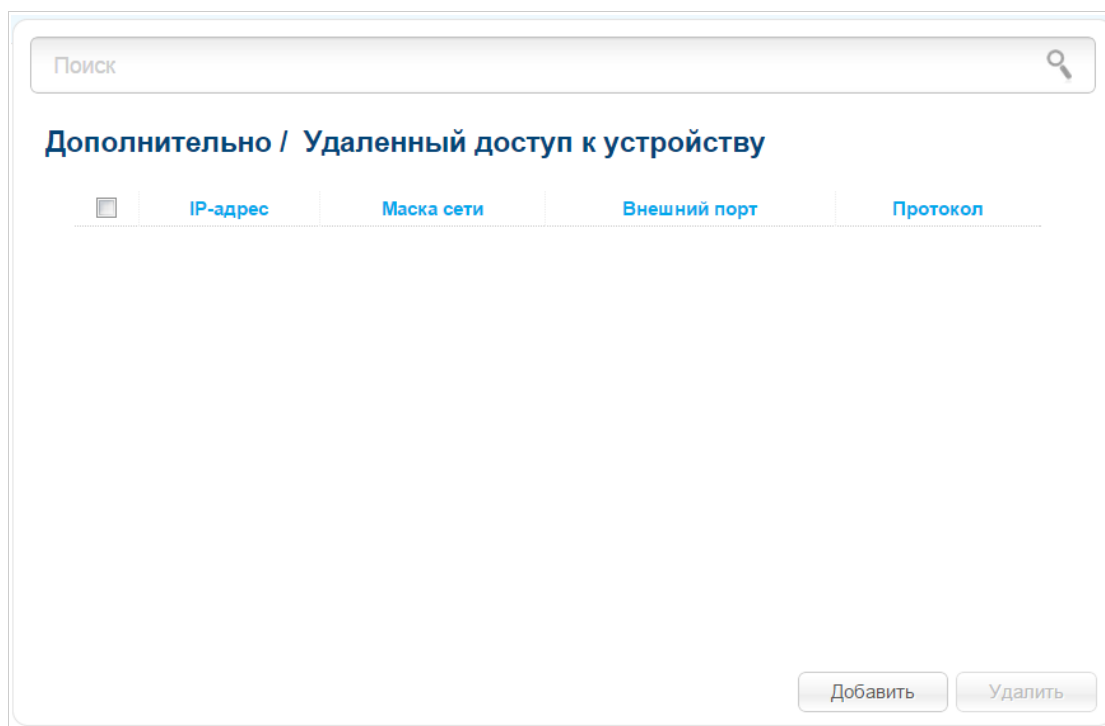 Поиск
Дополнительно / Удаленный доступ к устройству
IP-адрес Маска сети Внешний порт Протокол
Добавить Удалить